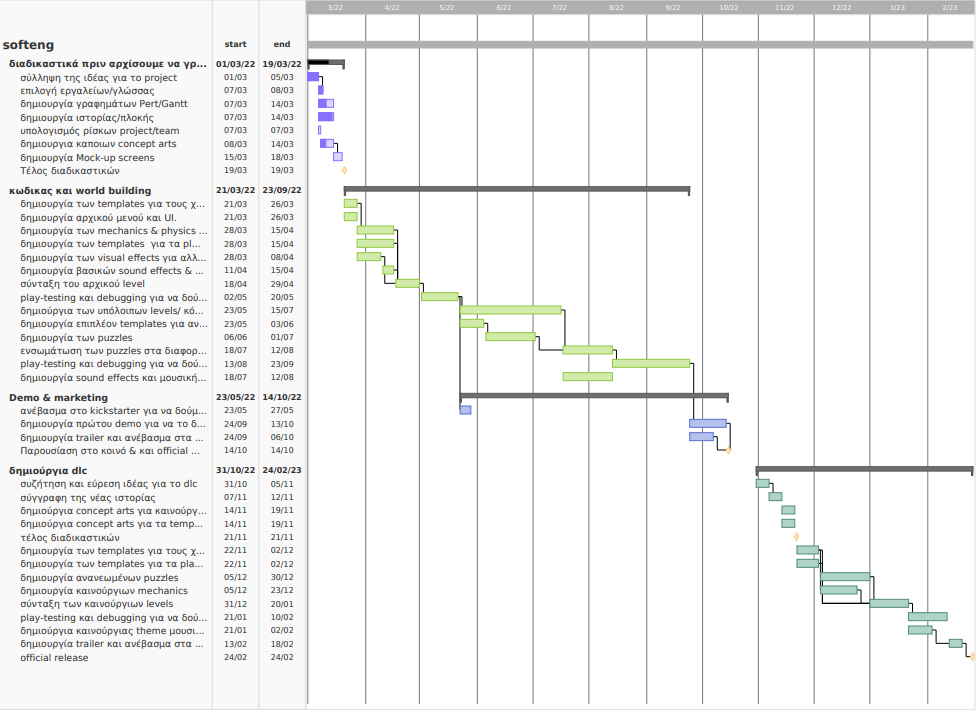 3/22 4/22 5/22 6/22 7/22 8/22 9/22 10/22 11/22 12/22 1/23 2/23
softeng start end
διαδικαστικά πριν αρχίσουμε να γρ... 01/03/22 19/03/22
σύλληψη της ιδέας για το project 01/03 05/03
επιλογή εργαλείων/γλώσσας 07/03 08/03
δημιουργία γραφημάτων Pert/Gantt 07/03 14/03
δημιουργία ιστορίας/πλοκής 07/03 14/03
υπολογισμός ρίσκων project/team 07/03 07/03
δημιουργια καποιων concept arts 08/03 14/03
δημιουργία Mock-up screens 15/03 18/03
Τέλος διαδικαστικών 19/03 19/03
κωδικας και world building 21/03/22 23/09/22
δημιουργία των templates για τους χ... 21/03 26/03
δημιουργία αρχικού μενού και UI. 21/03 26/03
δημιουργία των mechanics & physics ... 28/03 15/04
δημιουργία των templates για τα pl... 28/03 15/04
δημιουργία των visual effects για αλλ... 28/03 08/04
δημιουργία βασικών sound effects & ... 11/04 15/04
σύνταξη του αρχικού level 18/04 29/04
play-testing και debugging για να δού... 02/05 20/05
δημιούργια των υπόλοιπων levels/ κό... 23/05 15/07
δημιουργία επιπλέον templates για αν... 23/05 03/06
δημιουργία των puzzles 06/06 01/07
ενσωμάτωση των puzzles στα διαφορ... 18/07 12/08
play-testing και debugging για να δού... 13/08 23/09
δημιουργία sound effects και μουσική... 18/07 12/08
Demo & marketing 23/05/22 14/10/22
ανέβασμα στο kickstarter για να δούμ... 23/05 27/05
δημιουργία πρώτου demo για να το δ... 24/09 13/10
δημιουργία trailer και ανέβασμα στα ... 24/09 06/10
Παρουσίαση στο κοινό & και official ... 14/10 14/10
δημιούργια dlc 31/10/22 24/02/23
συζήτηση και εύρεση ιδέας για το dlc 31/10 05/11
σύγγραφη της νέας ιστορίας 07/11 12/11
δημιούργια concept arts για καινούργ... 14/11 19/11
δημιουργία concept arts για τα temp... 14/11 19/11
τέλος διαδικαστικών 21/11 21/11
δημιουργία των templates για τους χ... 22/11 02/12
δημιουργία των templates για τα pla... 22/11 02/12
δημιουργία ανανεωμένων puzzles 05/12 30/12
δημιουργία καινούριων mechanics 05/12 23/12
σύνταξη των καινούργιων levels 31/12 20/01
play-testing και debugging για να δού... 21/01 10/02
δημιούργια καινούργιας theme μουσι... 21/01 02/02
δημιουργία trailer και ανέβασμα στα ... 13/02 18/02
official release 24/02 24/02